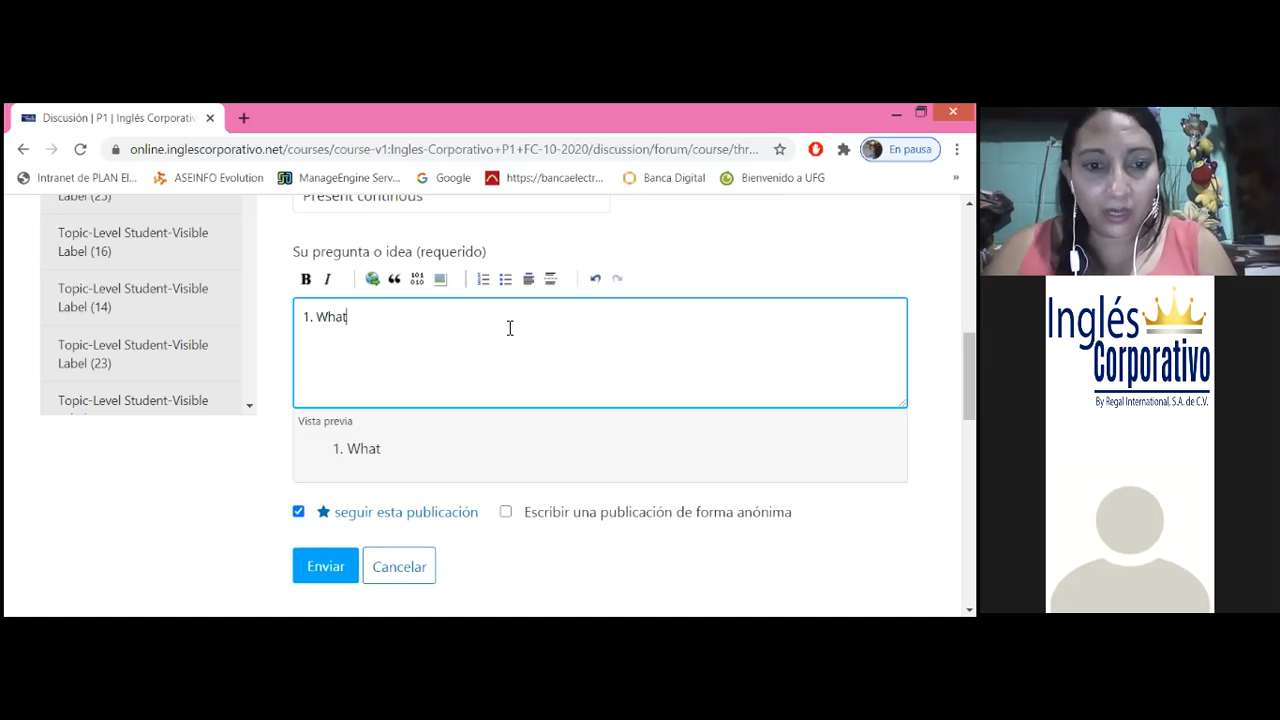 Discusión | P1 | Inglés Corporativ
online.inglescorporativo.net/courses/course-v1:Ingles-Corporativo+P1+FC-10-2020/discussion/forum/course/thr...
En pausa
Intranet de PLAN El...
ASEINFO Evolution
ManageEngine Serv...
Google
https://bancaelectr...
Banca Digital
Bienvenido a UFG
»
Label (25)
Topic-Level Student-Visible
Label (16)
Topic-Level Student-Visible
Label (14)
Topic-Level Student-Visible
Label (23)
Topic-Level Student-Visible
Present continous
Su pregunta o idea (requerido)
B I
1. What
Vista previa
1. What
seguir esta publicación
Escribir una publicación de forma anónima
Enviar
Cancelar
Inglés
Corporativo
By Regal International, S.A. de C.V.